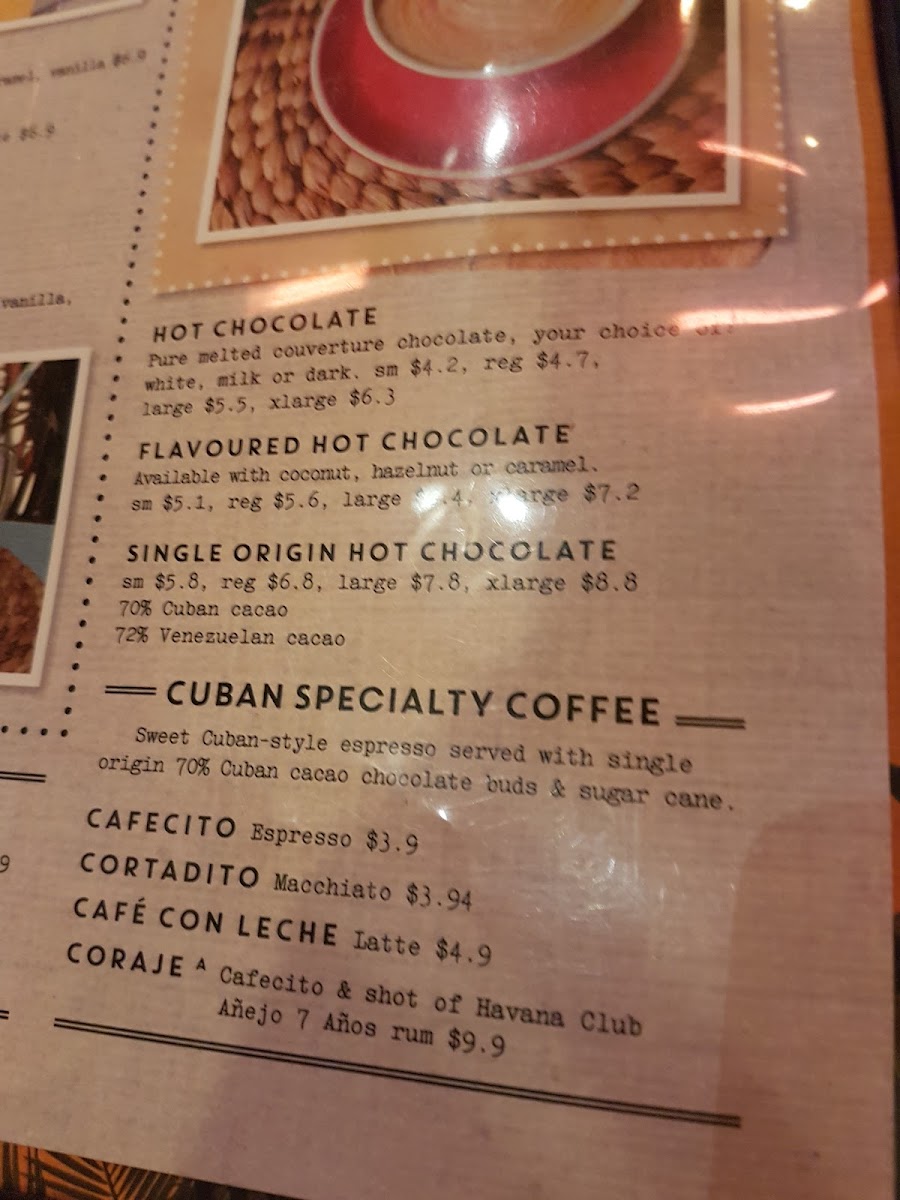 vanilla $6.9
$6.9
vanilla,
HOT CHOCOLATE
Pure melted couverture chocolate, your choice of:
white, milk or dark. sm $4.2, reg $4.7,
large $5.5, xlarge $6.3
FLAVOURED HOT CHOCOLATE
Available with coconut, hazelnut or caramel.
sm $5.1, reg $5.6, large xlarge $7.2
SINGLE ORIGIN HOT CHOCOLATE
sm $5.8, reg $6.8, large $7.8, xlarge $8.8
70% Cuban cacao
72% Venezuelan cacao
CUBAN SPECIALTY COFFEE
Sweet Cuban-style espresso served with single
origin 70% Cuban cacao chocolate buds & sugar cane.
CAFECITO Espresso $3.9
CORTADITO Macchiato $3.94
CAFÉ CON LECHE Latte $4.9
CORAJE A Cafecito & shot of Havana Club
Añejo 7 Años rum $9.9
9